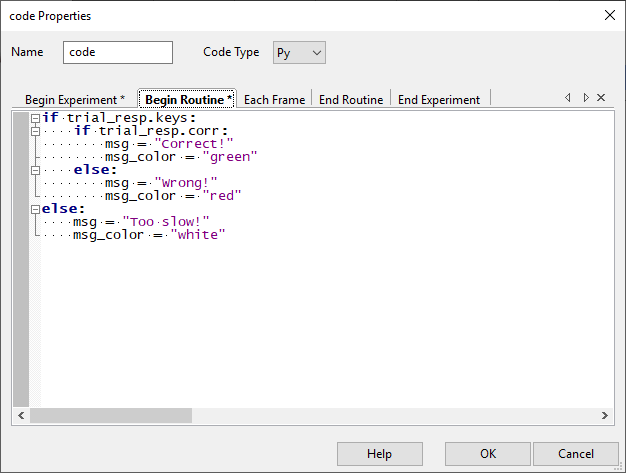 code Properties
Name code Code Type Py
Begin Experiment * Begin Routine * Each Frame End Routine End Experiment
if trial_resp.keys:
    if trial_resp.corr:
        msg = "Correct!"
        msg_color = "green"
    else:
        msg = "Wrong!"
        msg_color = "red"
else:
    msg = "Too slow!"
    msg_color = "white"
Help OK Cancel